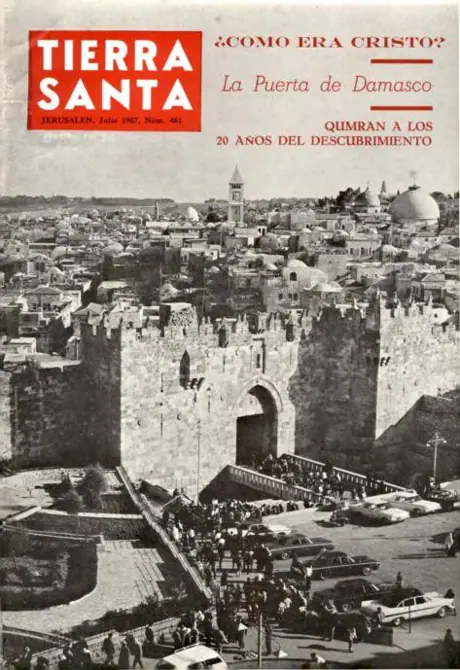 TIERRA
SANTA
JERUSALEN, Julio 1967, Núm. 461
¿COMO ERA CRISTO?
La Puerta de Damasco
QUMRAN A LOS
20 AÑOS DEL DESCUBRIMIENTO